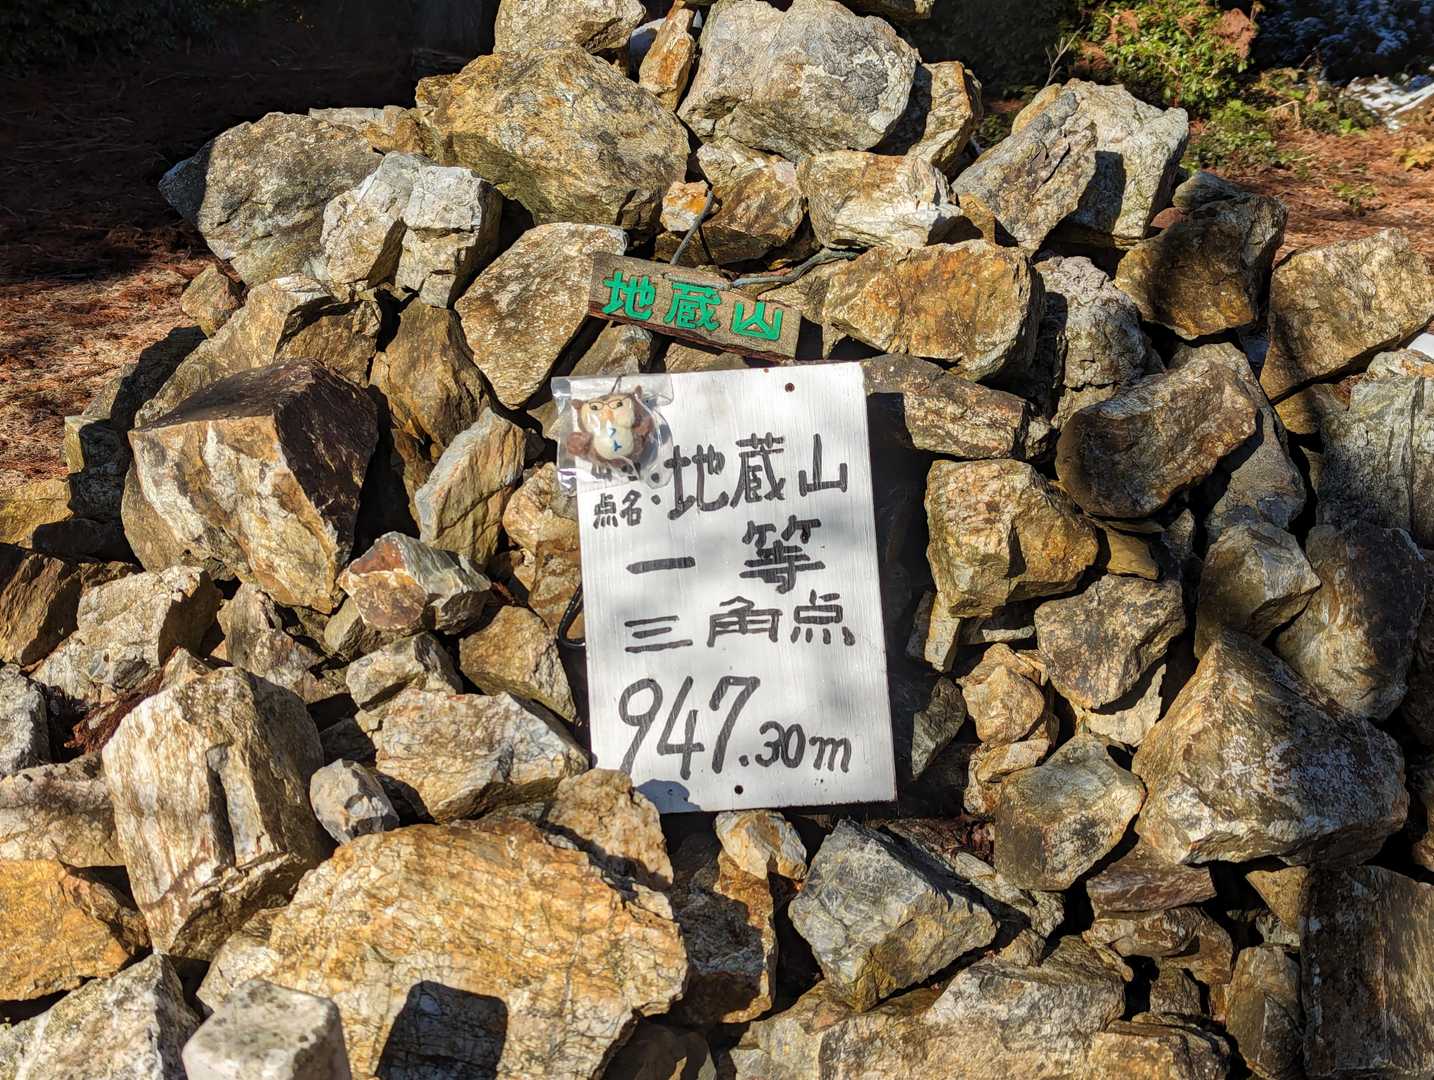 地蔵山
点名:地蔵山
一等
三角点
947.30m